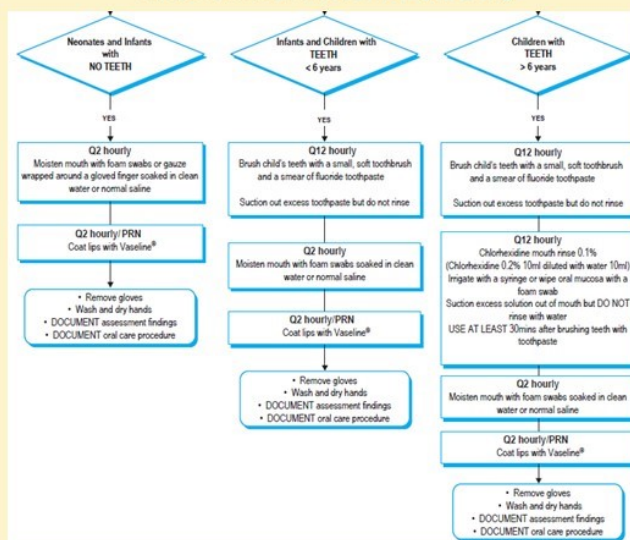 Neonates and Infants
with
NO TEETH
YES
Q2 hourly
Moisten mouth with foam swabs or gauze
wrapped around a gloved finger soaked in clean
water or normal saline
Q2 hourly/PRN
Coat lips with Vaseline®
• Remove gloves
• Wash and dry hands
• DOCUMENT assessment findings
• DOCUMENT oral care procedure
Infants and Children with
TEETH
< 6 years
YES
Q12 hourly
Brush child's teeth with a small, soft toothbrush
and a smear of fluoride toothpaste
Suction out excess toothpaste but do not rinse
Q2 hourly
Moisten mouth with foam swabs soaked in clean
water or normal saline
Q2 hourly/PRN
Coat lips with Vaseline®
• Remove gloves
• Wash and dry hands
• DOCUMENT assessment findings
• DOCUMENT oral care procedure
Children with
TEETH
> 6 years
YES
Q12 hourly
Brush child's teeth with a small, soft toothbrush
and a smear of fluoride toothpaste
Suction out excess toothpaste but do not rinse
Q12 hourly
Chlorhexidine mouth rinse 0.1%
(Chlorhexidine 0.2% 10ml diluted with water 10ml)
Irrigate with a syringe or wipe oral mucosa with a
foam swab
Suction excess solution out of mouth but DO NOT
rinse with water
USE AT LEAST 30mins after brushing teeth with
toothpaste
Q2 hourly
Moisten mouth with foam swabs soaked in clean
water or normal saline
Q2 hourly/PRN
Coat lips with Vaseline®
• Remove gloves
• Wash and dry hands
• DOCUMENT assessment findings
• DOCUMENT oral care procedure